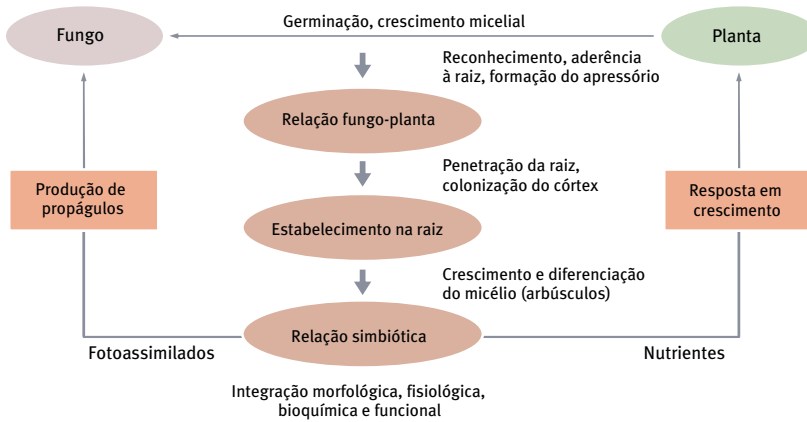 Germinação, crescimento micelial
Fungo
Planta
Reconhecimento, aderência
à raiz, formação do apressório
Relação fungo-planta
Penetração da raiz,
colonização do córtex
Produção de
propágulos
Resposta em
crescimento
Estabelecimento na raiz
Crescimento e diferenciação
do micélio (arbúsculos)
Relação simbiótica
Fotoassimilados
Nutrientes
Integração morfológica, fisiológica,
bioquímica e funcional